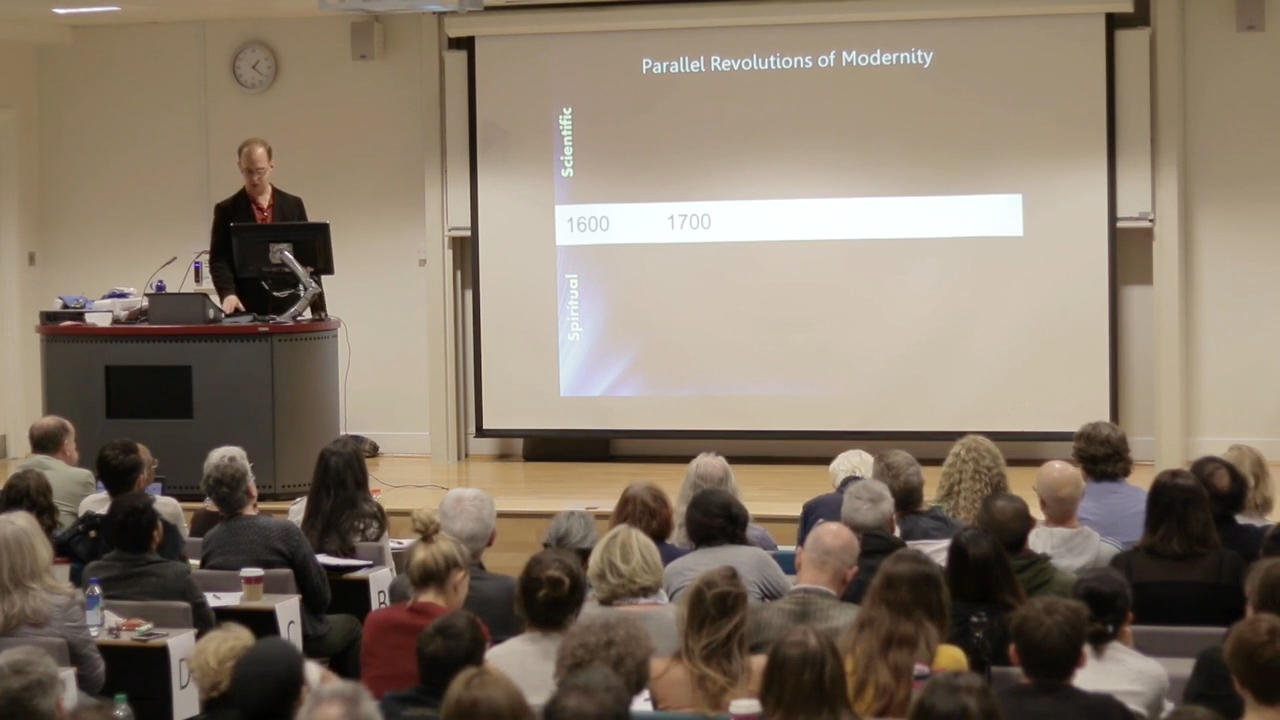 Parallel Revolutions of Modernity
Scientific
1600 1700
Spiritual
B
C
D